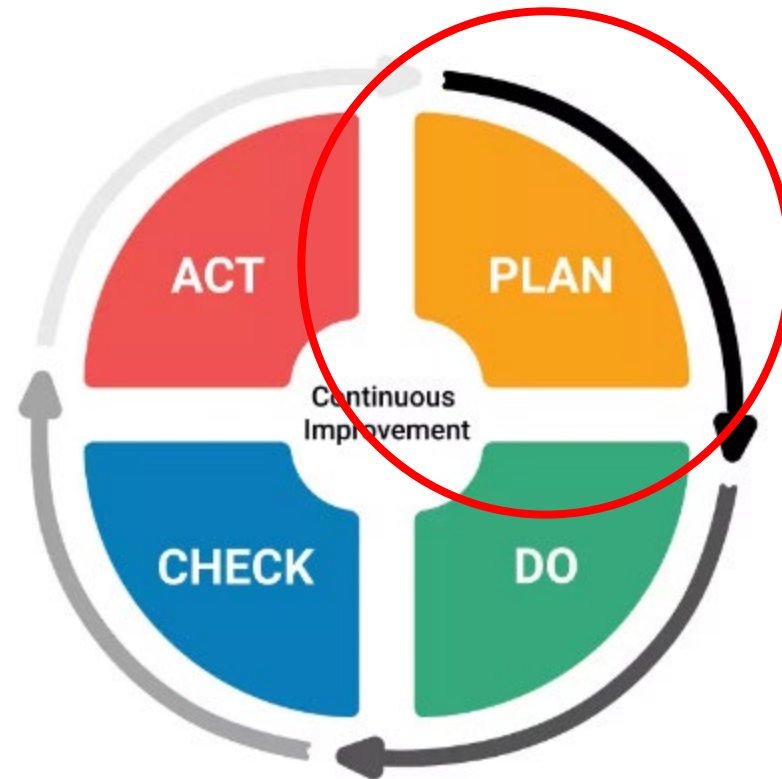 ACT
PLAN
Continuous
Improvement
CHECK
DO